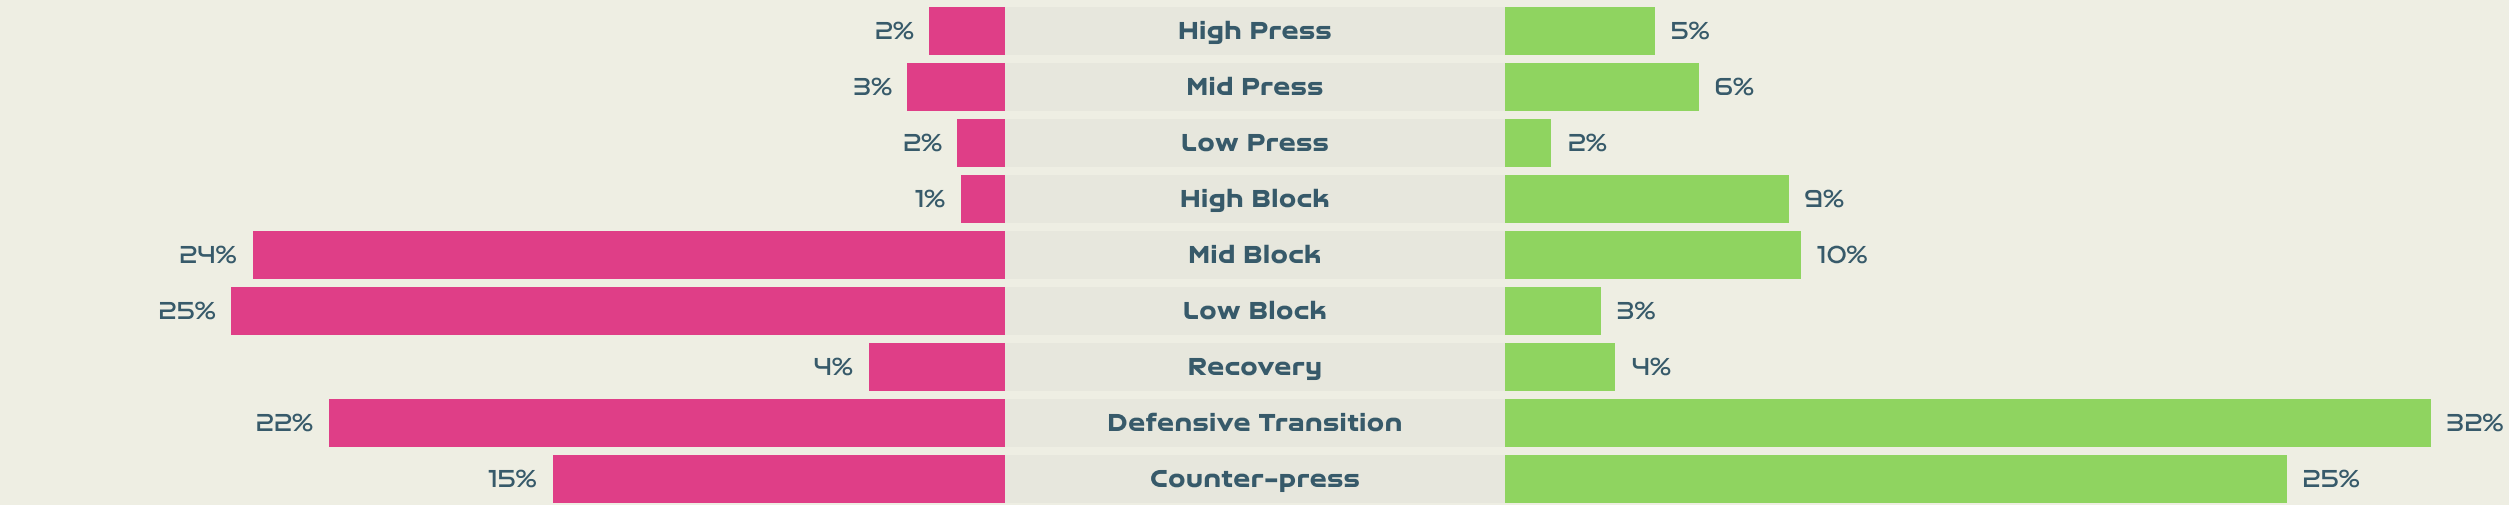 2% High Press 5%
3% Mid Press 6%
2% Low Press 2%
1% High Block 9%
24% Mid Block 10%
25% Low Block 3%
4% Recovery 4%
22% Defensive Transition 32%
15% Counter-press 25%